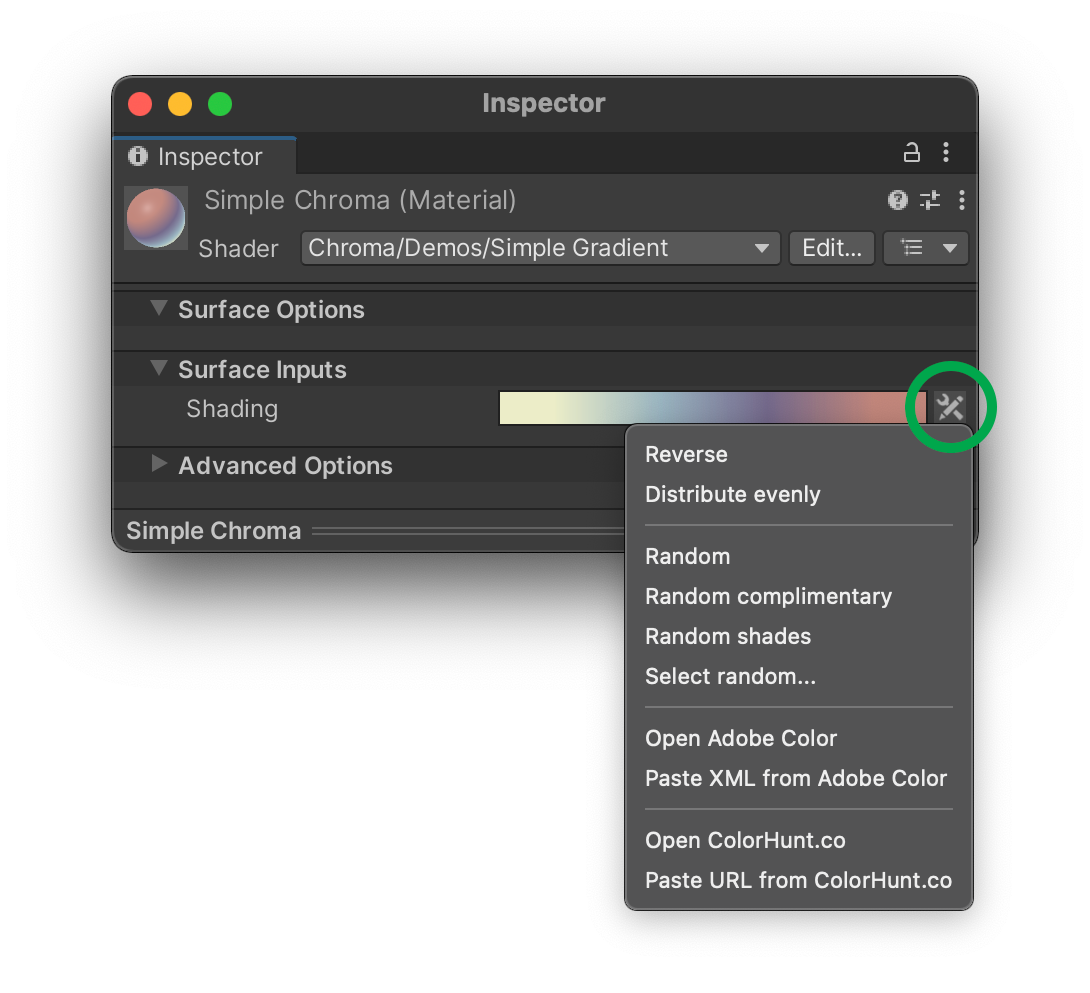 Inspector
Inspector
Simple Chroma (Material)
Shader
Chroma/Demos/Simple Gradient
Edit...
Surface Options
Surface Inputs
Shading
Advanced Options
Simple Chroma
Reverse
Distribute evenly
Random
Random complimentary
Random shades
Select random...
Open Adobe Color
Paste XML from Adobe Color
Open ColorHunt.co
Paste URL from ColorHunt.co